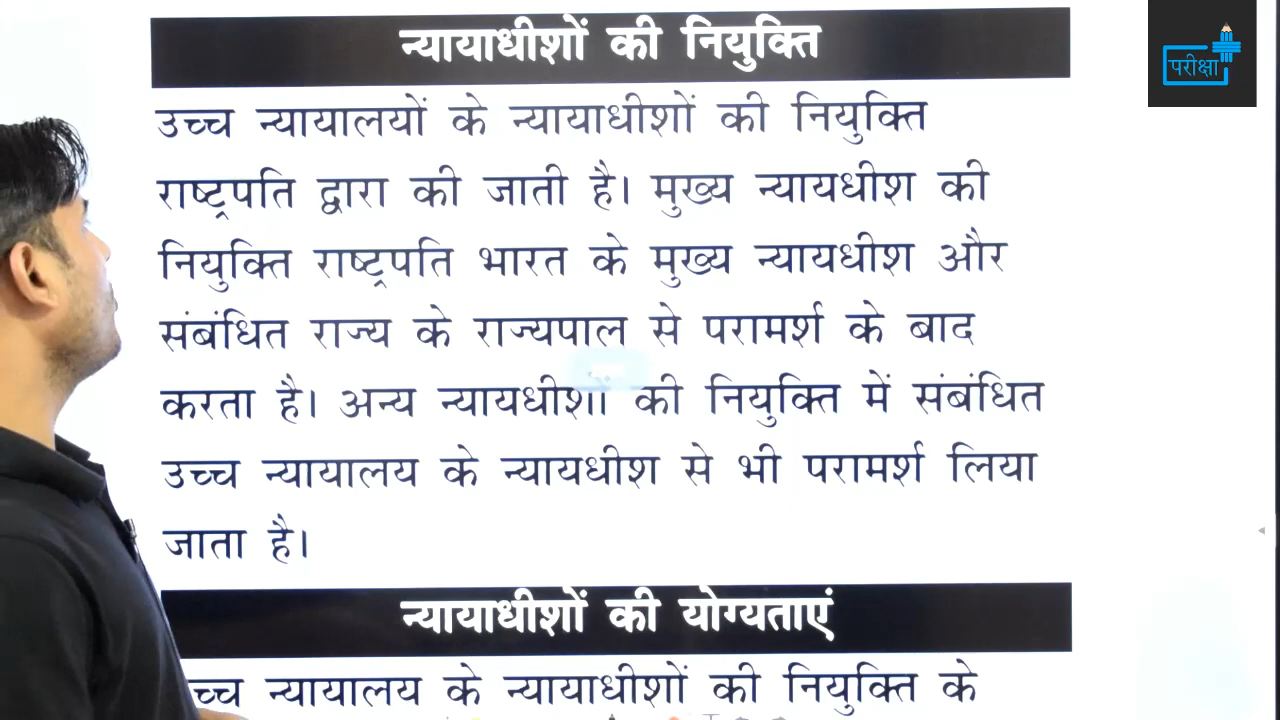 न्यायाधीशों की नियुक्ति
परीक्षा
उच्च न्यायालयों के न्यायाधीशों की नियुक्ति
राष्ट्रपति द्वारा की जाती है। मुख्य न्यायधीश की
नियुक्ति राष्ट्रपति भारत के मुख्य न्यायधीश और
संबंधित राज्य के राज्यपाल से परामर्श के बाद
करता है। अन्य न्यायधीशों की नियुक्ति में संबंधित
उच्च न्यायालय के न्यायधीश से भी परामर्श लिया
जाता है।
न्यायाधीशों की योग्यताएं
न्यायालय के न्यायाधीशों की नियुक्ति के